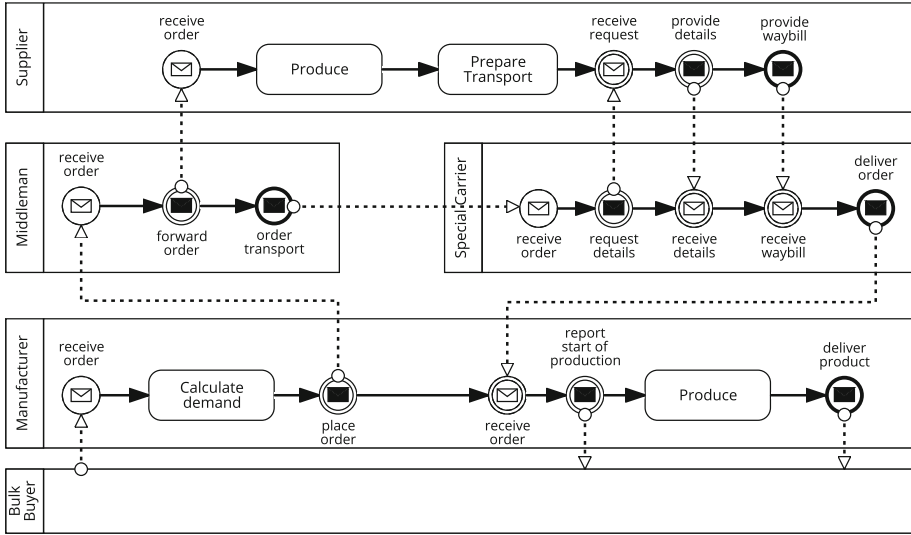 Supplier
receive
order
Produce
Prepare
Transport
receive
request
provide
details
provide
waybill
Middleman
receive
order
forward
order
order
transport
Special Carrier
receive
order
request
details
receive
details
receive
waybill
deliver
order
Manufacturer
receive
order
Calculate
demand
place
order
receive
order
report
start of
production
Produce
deliver
product
Bulk
Buyer